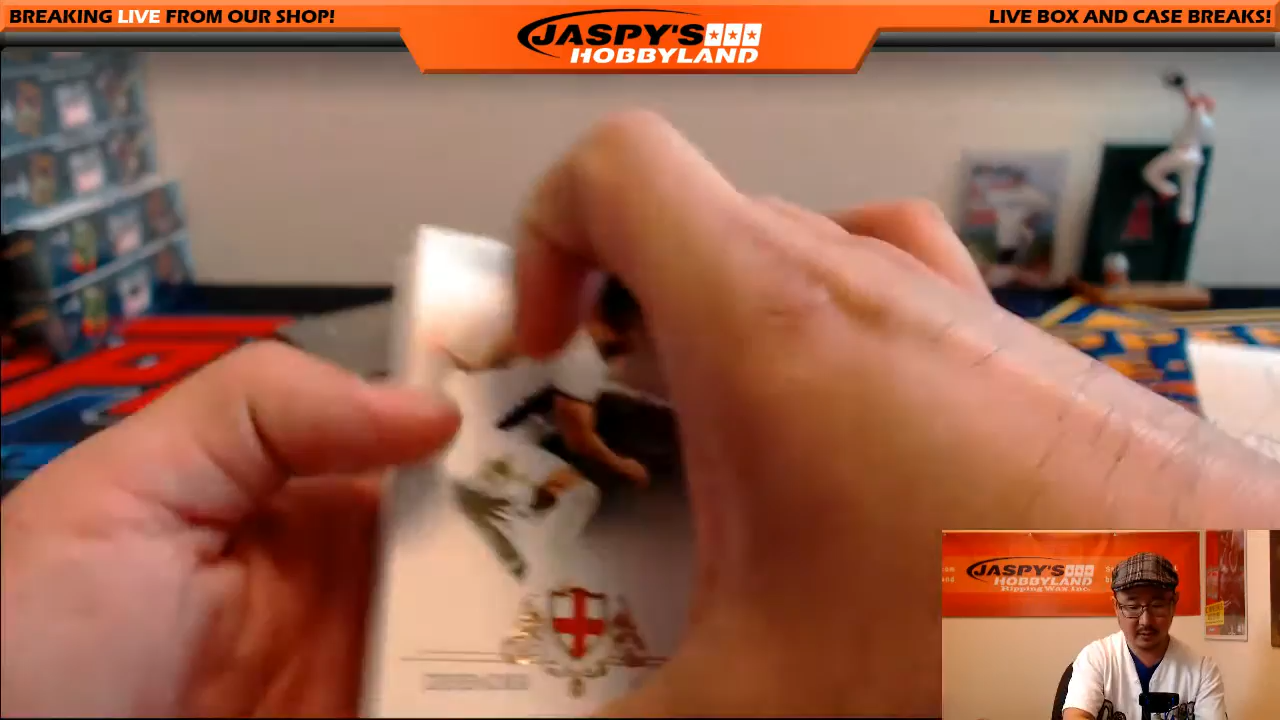 BREAKING LIVE FROM OUR SHOP!
JASPY'S
HOBBYLAND
LIVE BOX AND CASE BREAKS!
JASPY'S
HOBBYLAND
Ripping Wax Inc.